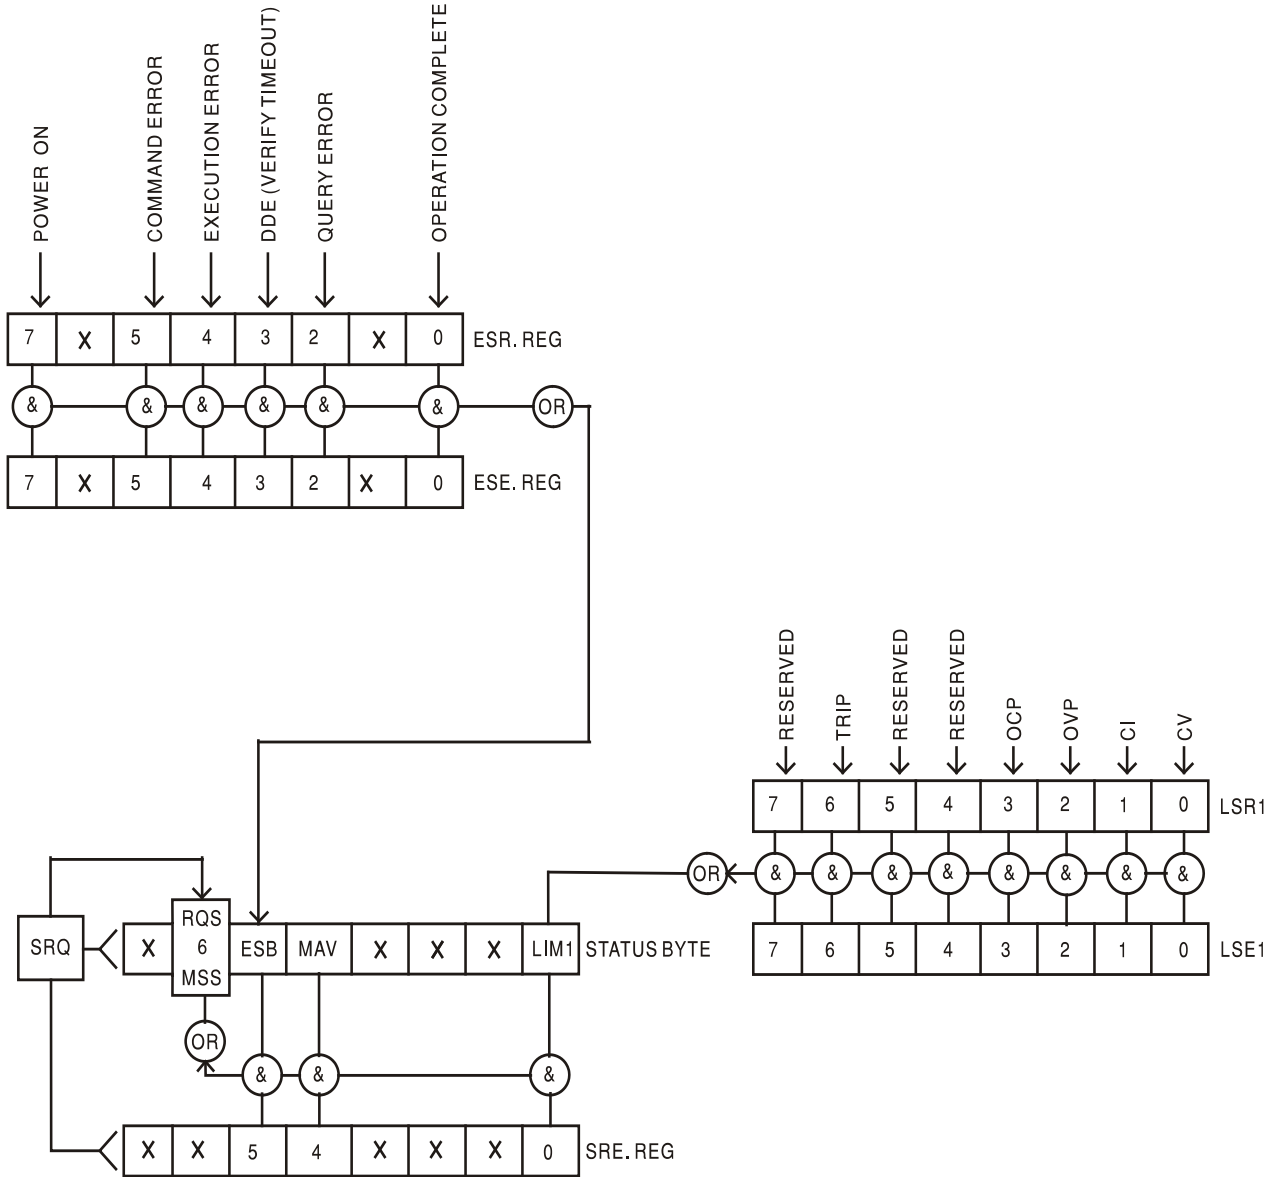 POWER ON
COMMAND ERROR
EXECUTION ERROR
DDE (VERIFY TIMEOUT)
QUERY ERROR
OPERATION COMPLETE
7 X 5 4 3 2 X 0 ESR. REG
& & & & & & OR
7 X 5 4 3 2 X 0 ESE. REG
RESERVED
TRIP
RESERVED
RESERVED
OCP
OVP
CI
CV
7 6 5 4 3 2 1 0 LSR1
OR & & & & & & & &
7 6 5 4 3 2 1 0 LSE1
SRQ
X RQS 6 MSS ESB MAV X X X LIM1 STATUS BYTE
OR
& & &
X X 5 4 X X X 0 SRE. REG